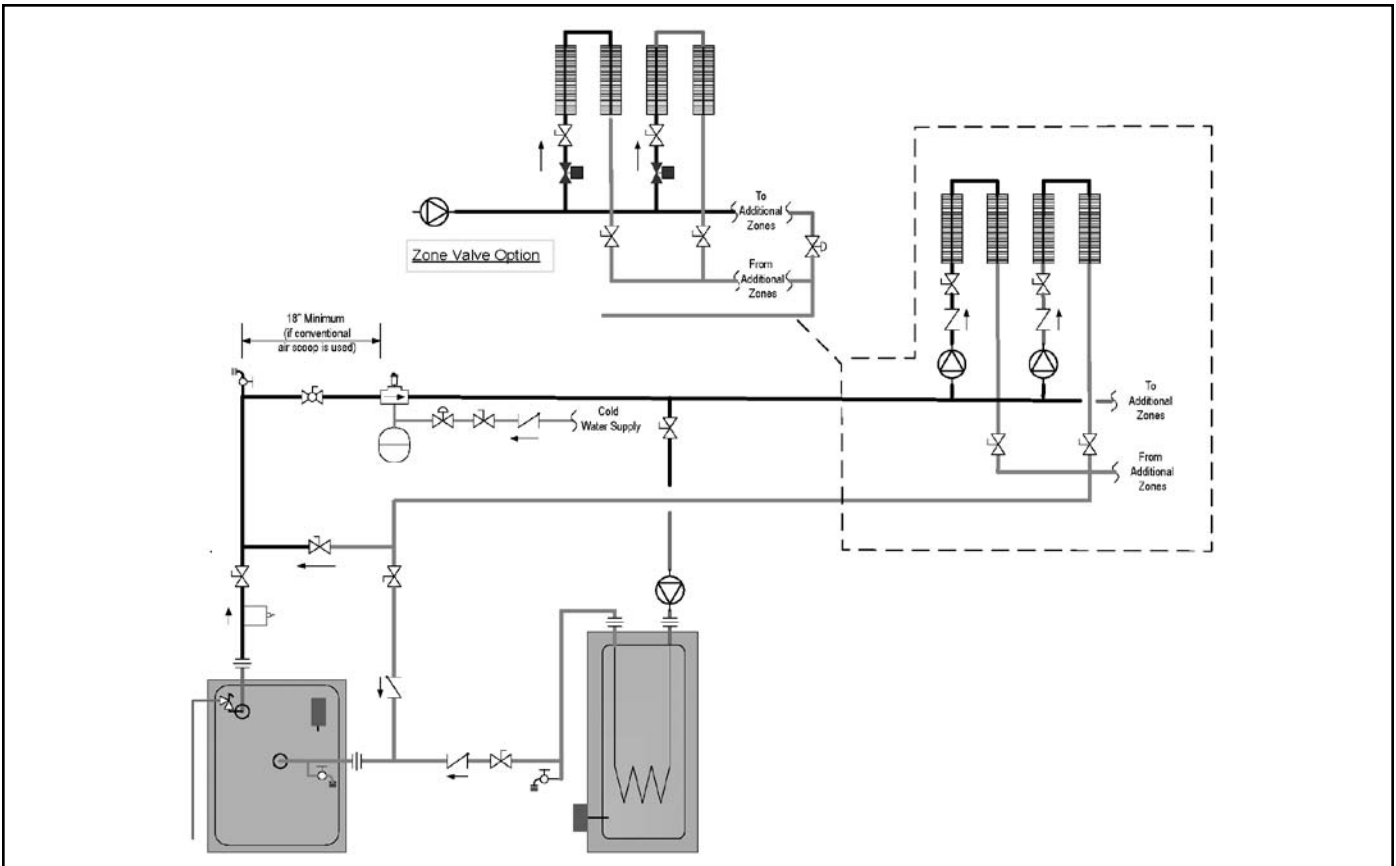 To
Additional
Zones
Zone Valve Option
From
Additional
Zones
18" Minimum
(if conventional
air scoop is used)
Cold
Water Supply
To
Additional
Zones
From
Additional
Zones